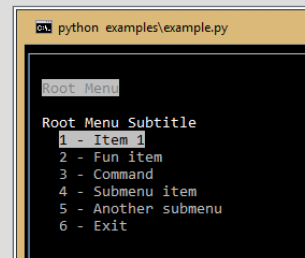 python examples\example.py
Root Menu
Root Menu Subtitle
1 - Item 1
2 - Fun item
3 - Command
4 - Submenu item
5 - Another submenu
6 - Exit